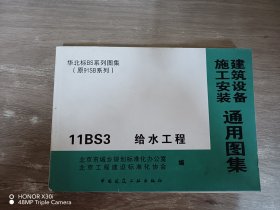 华北标BS系列图集
（原91SB系列）
建筑设备
施工安装
通用图集
11BS3 给水工程
北京市城乡规划标准化办公室
北京工程建设标准化协会
编
中国建筑工业出版社
HONOR X30i
48MP Triple Camera